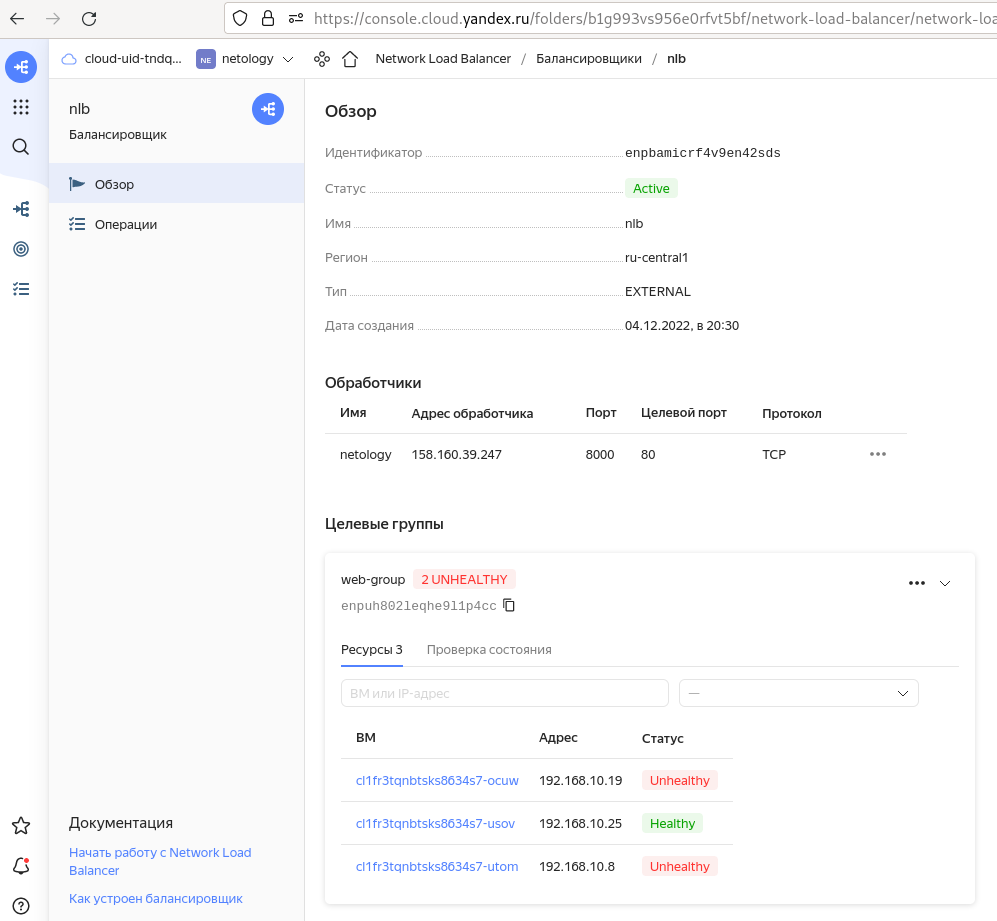 https://console.cloud.yandex.ru/folders/b1g993vs956e0rfvt5bf/network-load-balancer/network-loa
cloud-uid-tndq... NE netology Network Load Balancer / Балансировщики / nlb
nlb
Балансировщик
Обзор
Операции
Документация
Начать работу с Network Load
Balancer
Как устроен балансировщик
Обзор
Идентификатор enpbamicrf4v9en42sds
Статус Active
Имя nlb
Регион ru-central1
Тип EXTERNAL
Дата создания 04.12.2022, в 20:30
Обработчики
Имя Адрес обработчика Порт Целевой порт Протокол
netology 158.160.39.247 8000 80 TCP
Целевые группы
web-group 2 UNHEALTHY
enpuh802leqhe9l1p4cc
Ресурсы 3 Проверка состояния
ВМ или IP-адрес —
ВМ Адрес Статус
cl1fr3tqnbtsks8634s7-ocuw 192.168.10.19 Unhealthy
cl1fr3tqnbtsks8634s7-usov 192.168.10.25 Healthy
cl1fr3tqnbtsks8634s7-utom 192.168.10.8 Unhealthy